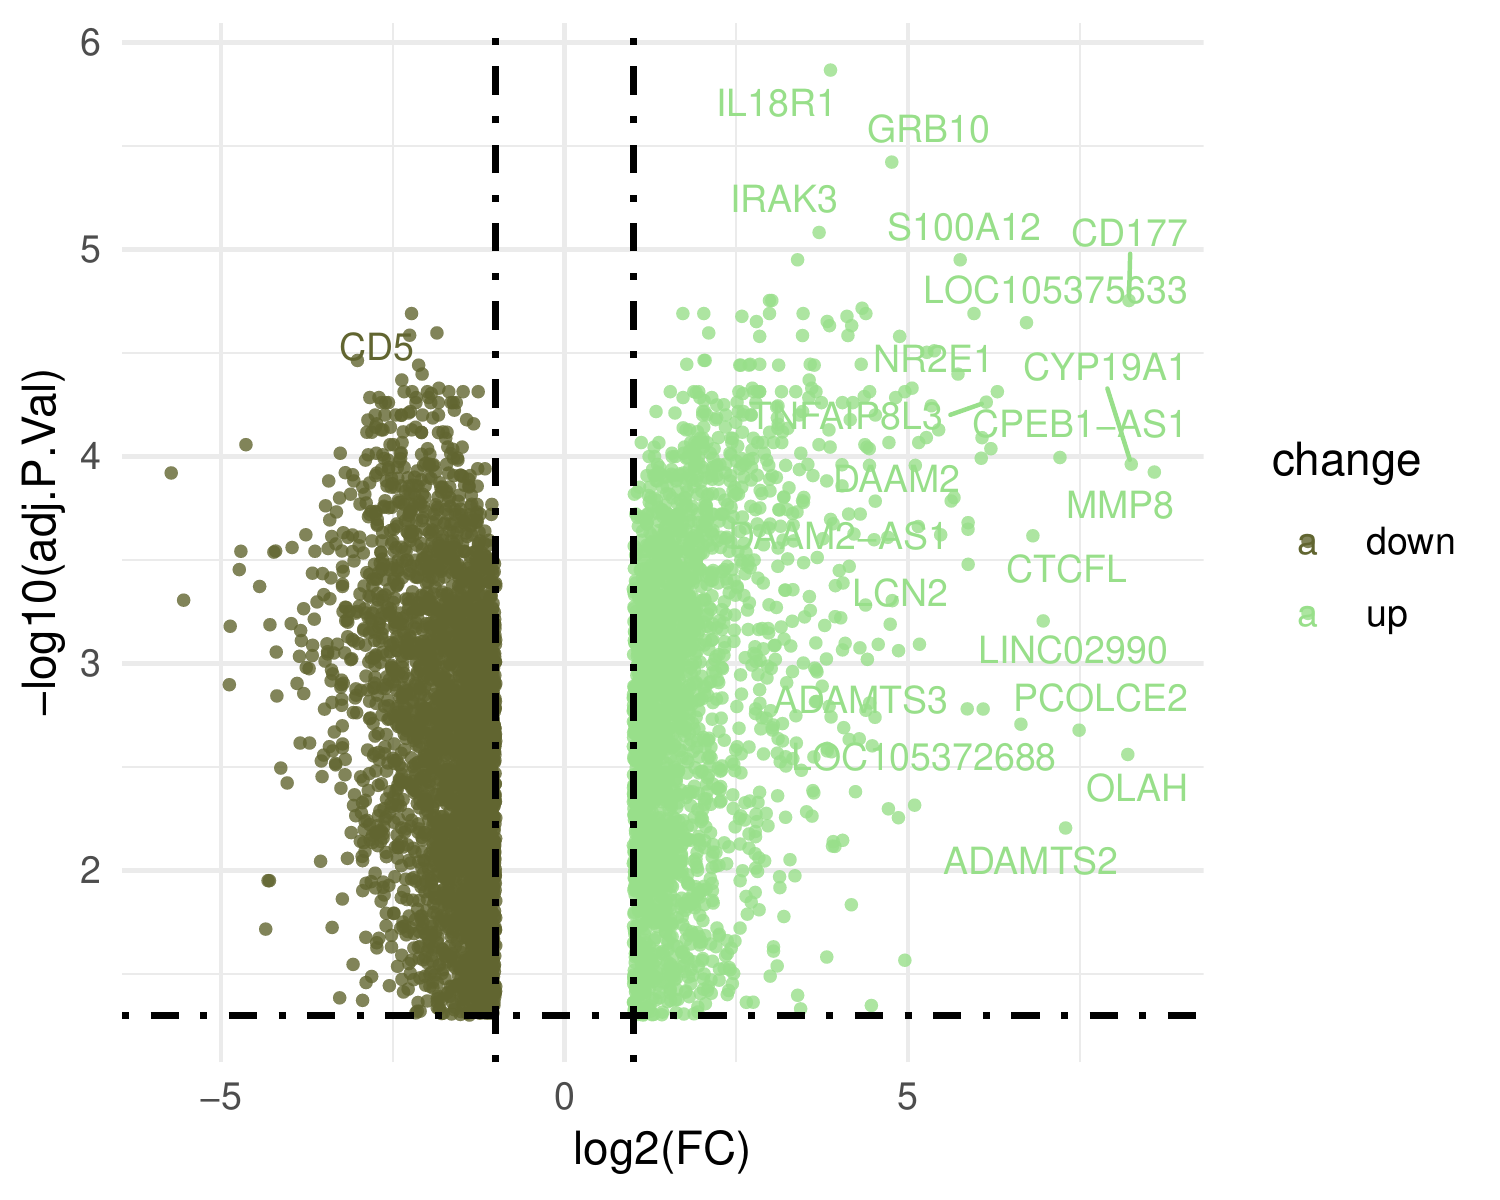 6
IL18R1
GRB10
IRAK3
S100A12
CD177
5
LOC105375633
CD5
NR2E1
CYP19A1
TNFAIP8L3
CPEB1−AS1
change
4
DAAM2
MMP8
−log10(adj.P.Val)
DAAM2−AS1
a down
CTCFL
LCN2
a up
LINC02990
3
ADAMTS3
PCOLCE2
LOC105372688
OLAH
2
ADAMTS2
−5
0
5
log2(FC)